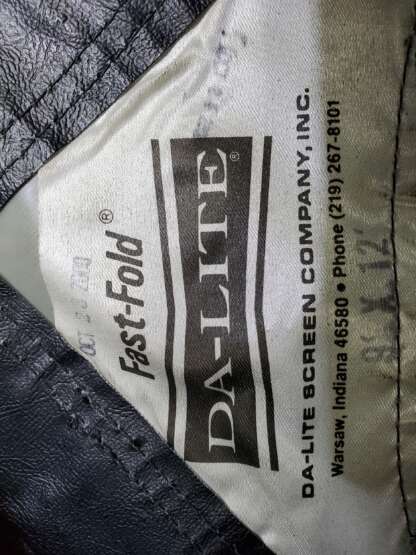 Fast-Fold®
DA-LITE®
DA-LITE SCREEN COMPANY, INC.
Warsaw, Indiana 46580 • Phone (219) 267-8101